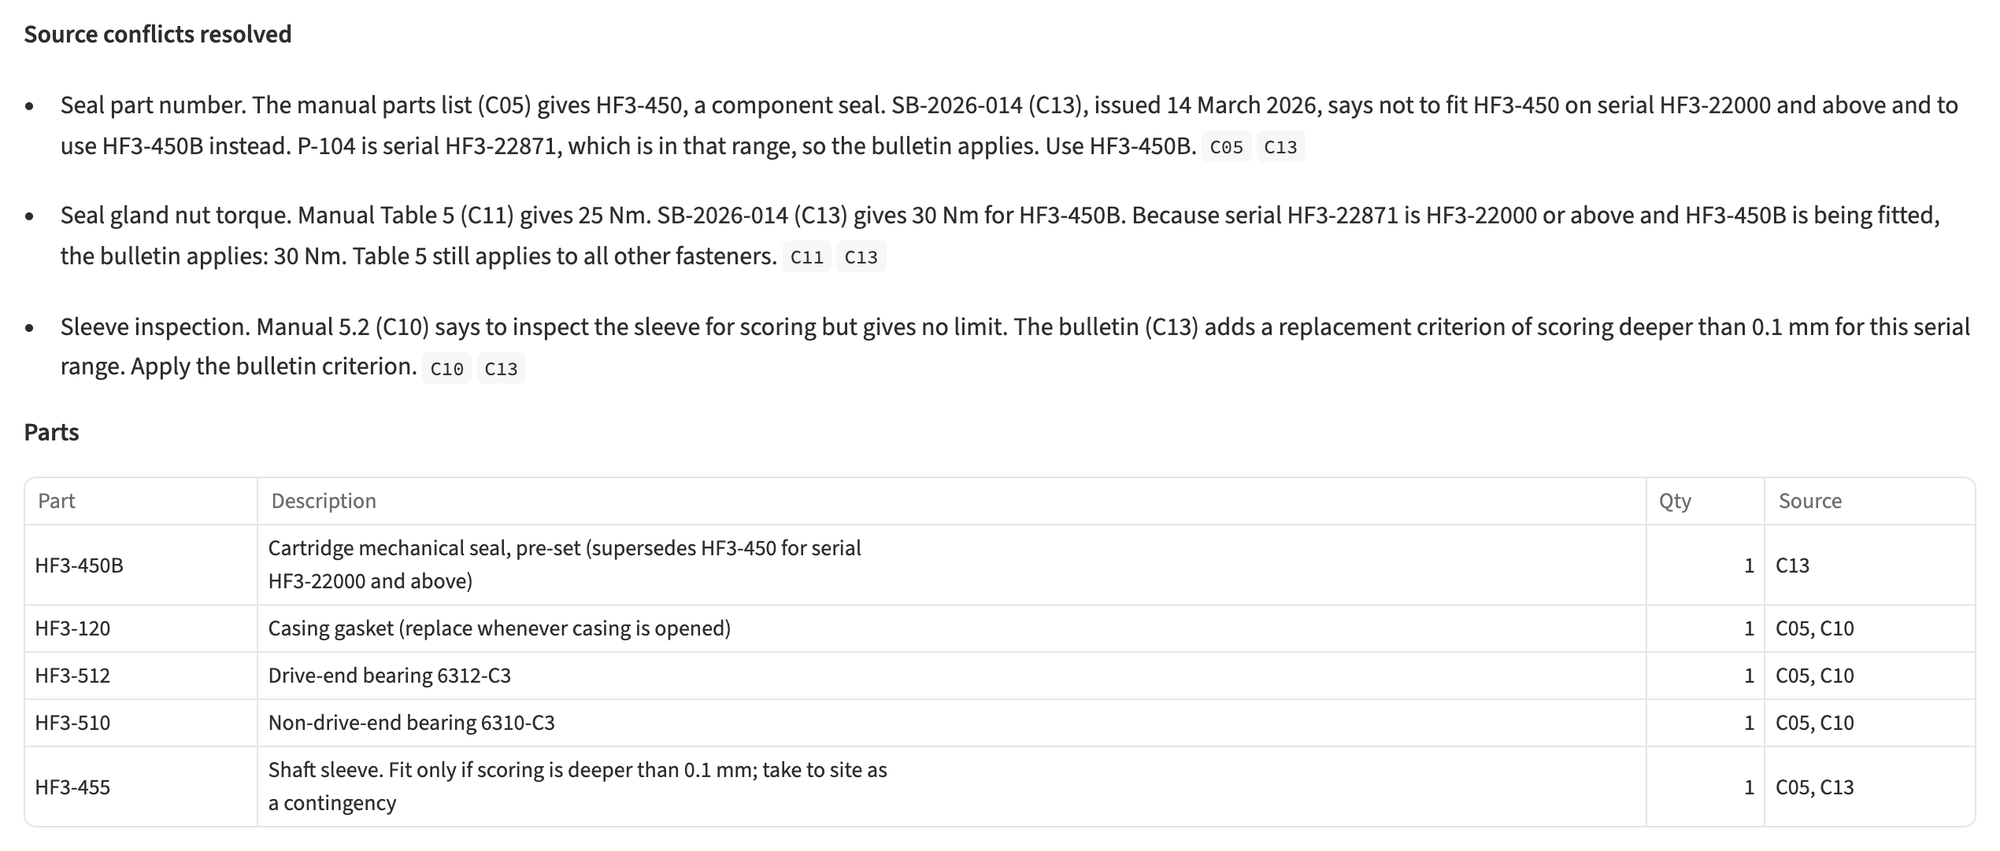 Source conflicts resolved
• Seal part number. The manual parts list (C05) gives HF3-450, a component seal. SB-2026-014 (C13), issued 14 March 2026, says not to fit HF3-450 on serial HF3-22000 and above and to
use HF3-450B instead. P-104 is serial HF3-22871, which is in that range, so the bulletin applies. Use HF3-450B. C05 C13
• Seal gland nut torque. Manual Table 5 (C11) gives 25 Nm. SB-2026-014 (C13) gives 30 Nm for HF3-450B. Because serial HF3-22871 is HF3-22000 or above and HF3-450B is being fitted,
the bulletin applies: 30 Nm. Table 5 still applies to all other fasteners. C11 C13
• Sleeve inspection. Manual 5.2 (C10) says to inspect the sleeve for scoring but gives no limit. The bulletin (C13) adds a replacement criterion of scoring deeper than 0.1 mm for this serial
range. Apply the bulletin criterion. C10 C13
Parts
Part Description Qty Source
HF3-450B Cartridge mechanical seal, pre-set (supersedes HF3-450 for serial
HF3-22000 and above) 1 C13
HF3-120 Casing gasket (replace whenever casing is opened) 1 C05, C10
HF3-512 Drive-end bearing 6312-C3 1 C05, C10
HF3-510 Non-drive-end bearing 6310-C3 1 C05, C10
HF3-455 Shaft sleeve. Fit only if scoring is deeper than 0.1 mm; take to site as
a contingency 1 C05, C13